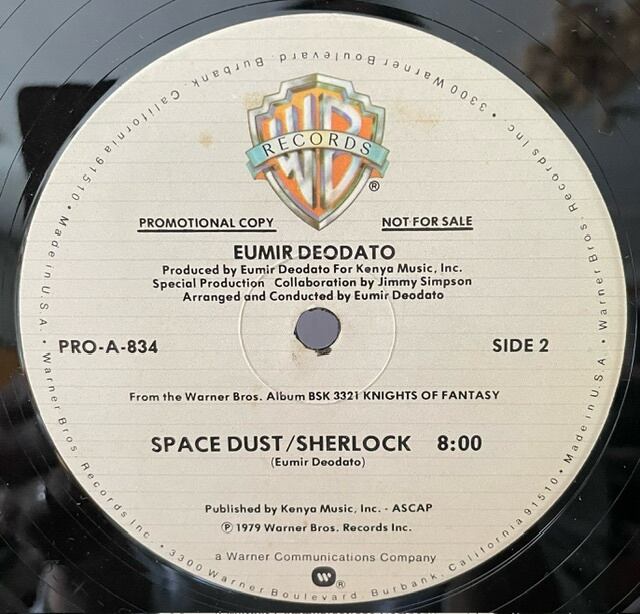 WB
RECORDS
®
PROMOTIONAL COPY
NOT FOR SALE
EUMIR DEODATO
Produced by Eumir Deodato For Kenya Music, Inc.
Special Production Collaboration by Jimmy Simpson
Arranged and Conducted by Eumir Deodato
PRO-A-834
SIDE 2
From the Warner Bros. Album BSK 3321 KNIGHTS OF FANTASY
SPACE DUST/SHERLOCK 8:00
(Eumir Deodato)
Published by Kenya Music, Inc. - ASCAP
℗ 1979 Warner Bros. Records Inc.
a Warner Communications Company
®
Warner Bros. Records Inc. • 3300 Warner Boulevard, Burbank, California 91510 • Made in U.S.A. •
Warner Bros. Records Inc. • 3300 Warner Boulevard, Burbank, California 91510 • Made in U.S.A. •